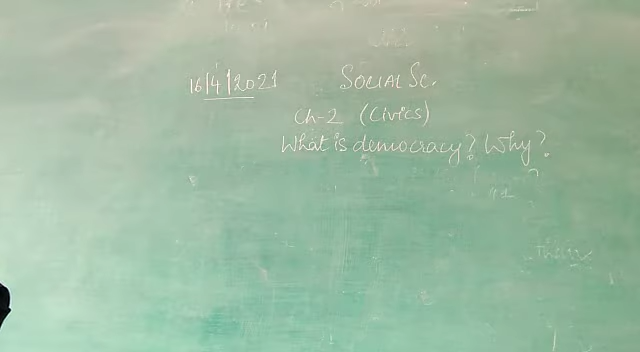 16/4/2021 SOCIAL SC.
Ch-2 (Civics)
What is democracy? Why?